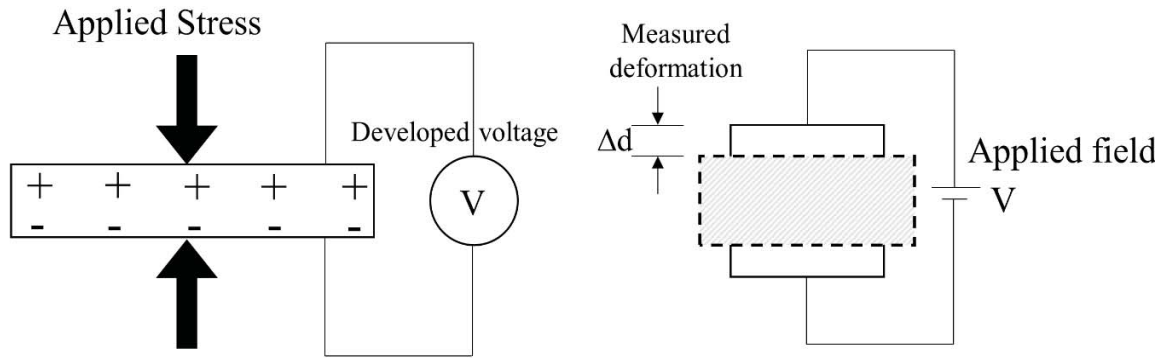 Applied Stress
+ + + + +
- - - - -
Developed voltage
V
Measured
deformation
Δd
Applied field
V